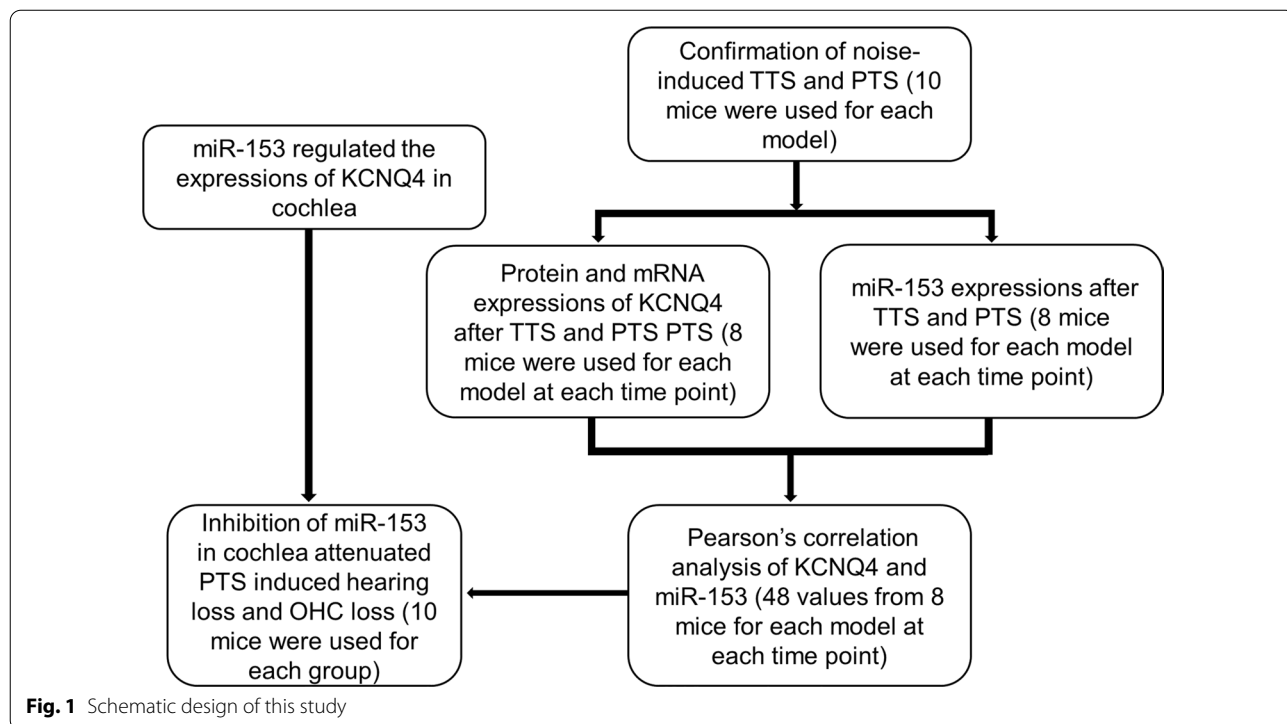 Confirmation of noise-
induced TTS and PTS (10
mice were used for each
model)
miR-153 regulated the
expressions of KCNQ4 in
cochlea
Protein and mRNA
expressions of KCNQ4
after TTS and PTS PTS (8
mice were used for each
model at each time point)
miR-153 expressions after
TTS and PTS (8 mice
were used for each model
at each time point)
Inhibition of miR-153
in cochlea attenuated
PTS induced hearing
loss and OHC loss (10
mice were used for
each group)
Pearson's correlation
analysis of KCNQ4 and
miR-153 (48 values from 8
mice for each model at
each time point)
Fig. 1 Schematic design of this study